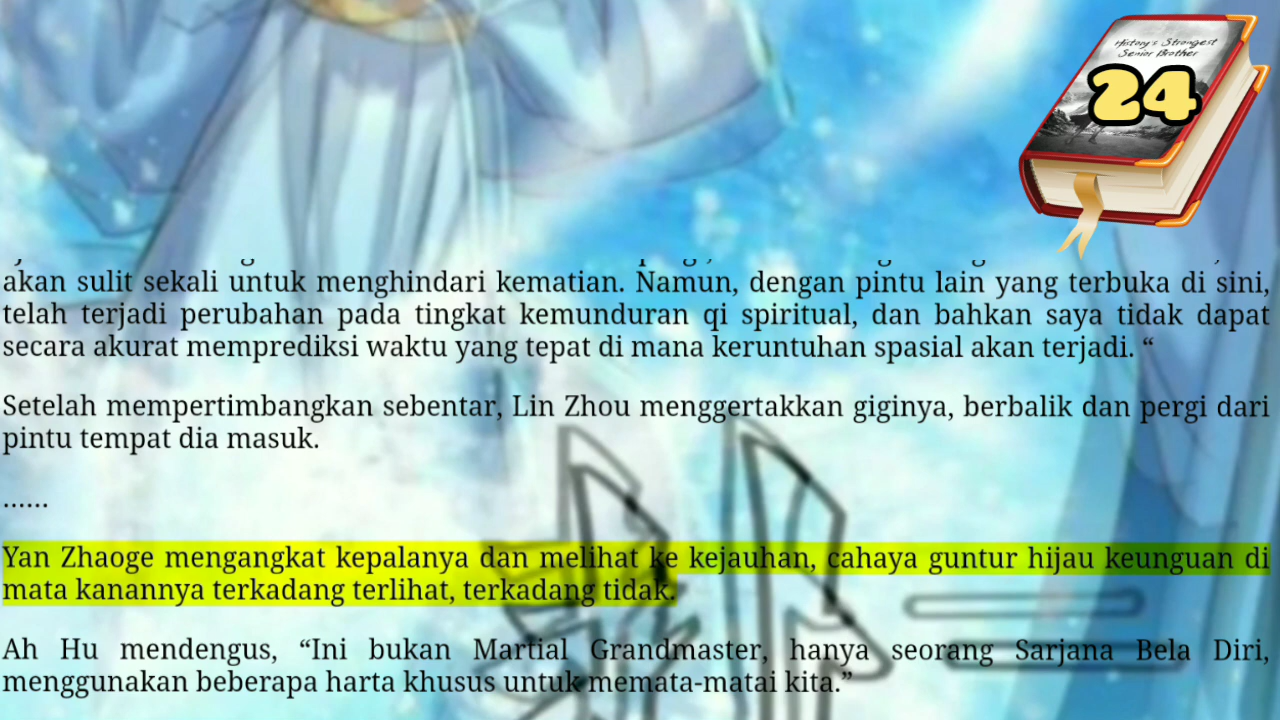 History's Strongest
Senior Brother
24
akan sulit sekali untuk menghindari kematian. Namun, dengan pintu lain yang terbuka di sini,
telah terjadi perubahan pada tingkat kemunduran qi spiritual, dan bahkan saya tidak dapat
secara akurat memprediksi waktu yang tepat di mana keruntuhan spasial akan terjadi. “
Setelah mempertimbangkan sebentar, Lin Zhou menggertakkan giginya, berbalik dan pergi dari
pintu tempat dia masuk.
......
Yan Zhaoge mengangkat kepalanya dan melihat ke kejauhan, cahaya guntur hijau keunguan di
mata kanannya terkadang terlihat, terkadang tidak.
Ah Hu mendengus, “Ini bukan Martial Grandmaster, hanya seorang Sarjana Bela Diri,
menggunakan beberapa harta khusus untuk memata-matai kita.”